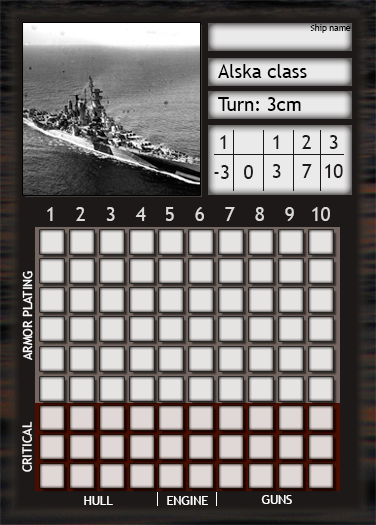 Ship name
Alska class
Turn: 3cm
1 1 2 3
-3 0 3 7 10
1 2 3 4 5 6 7 8 9 10
ARMOR PLATING
CRITICAL
HULL ENGINE GUNS